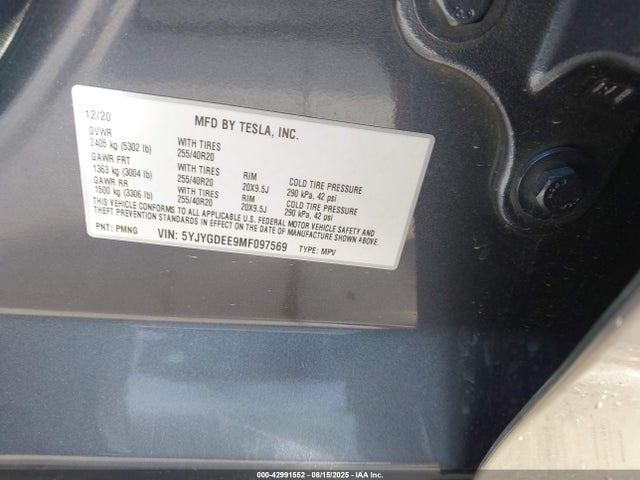 12/20
MFD BY TESLA, INC.
GVWR
2405 kg (5302 lb) WITH TIRES 255/40R20
GAWR FRT
1363 kg (3004 lb) WITH TIRES 255/40R20 RIM 20X9.5J COLD TIRE PRESSURE 290 kPa, 42 psi
GAWR RR
1500 kg (3306 lb) WITH TIRES 255/40R20 RIM 20X9.5J COLD TIRE PRESSURE 290 kPa, 42 psi
THIS VEHICLE CONFORMS TO ALL APPLICABLE U.S. FEDERAL MOTOR VEHICLE SAFETY AND
THEFT PREVENTION STANDARDS IN EFFECT ON THE DATE OF MANUFACTURE SHOWN ABOVE.
PNT: PMNG VIN: 5YJYGDEE9MF097569 TYPE: MPV
000-42991552 - 08/15/2025 - IAA Inc.